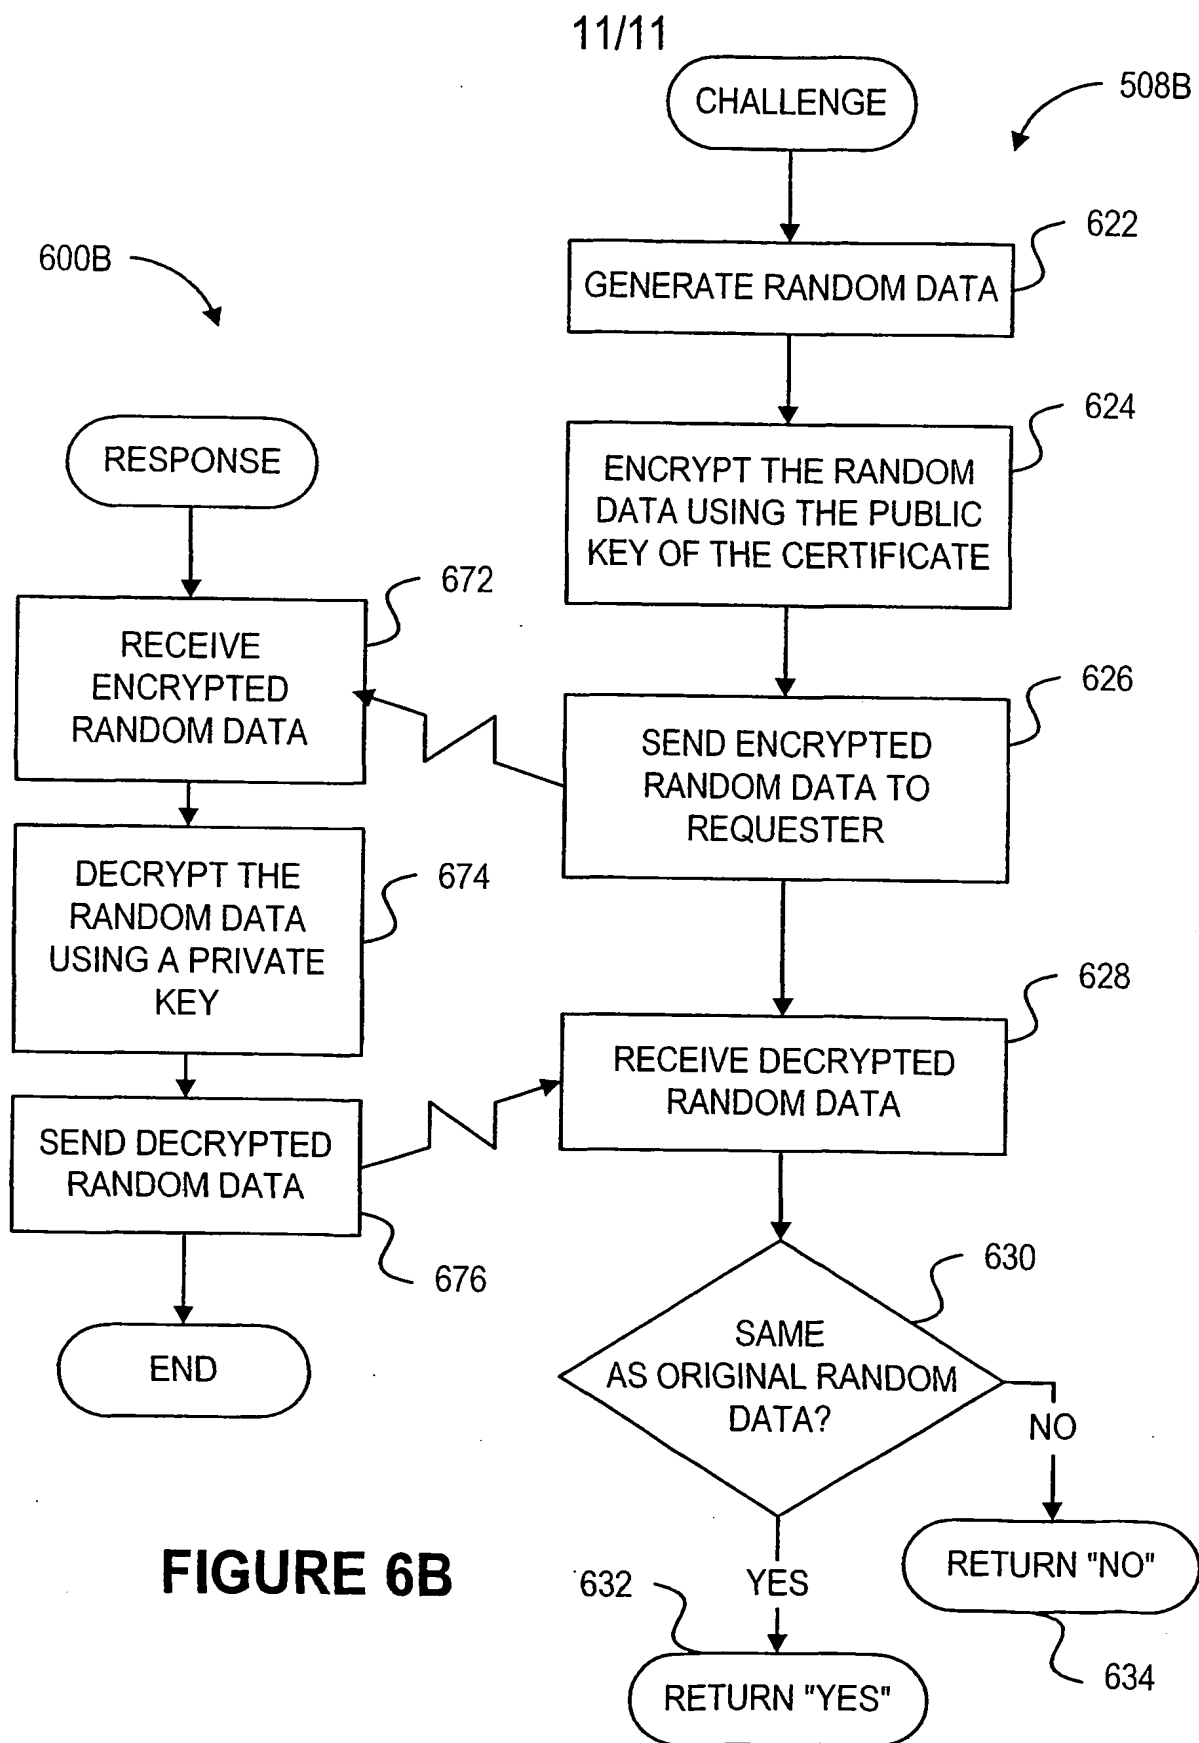 11/11
CHALLENGE
508B
622
GENERATE RANDOM DATA
600B
624
ENCRYPT THE RANDOM
DATA USING THE PUBLIC
KEY OF THE CERTIFICATE
RESPONSE
672
RECEIVE
ENCRYPTED
RANDOM DATA
626
SEND ENCRYPTED
RANDOM DATA TO
REQUESTER
DECRYPT THE
RANDOM DATA
USING A PRIVATE
KEY
674
628
RECEIVE DECRYPTED
RANDOM DATA
SEND DECRYPTED
RANDOM DATA
676
END
630
SAME
AS ORIGINAL RANDOM
DATA?
NO
RETURN "NO"
634
YES
632
RETURN "YES"
FIGURE 6B